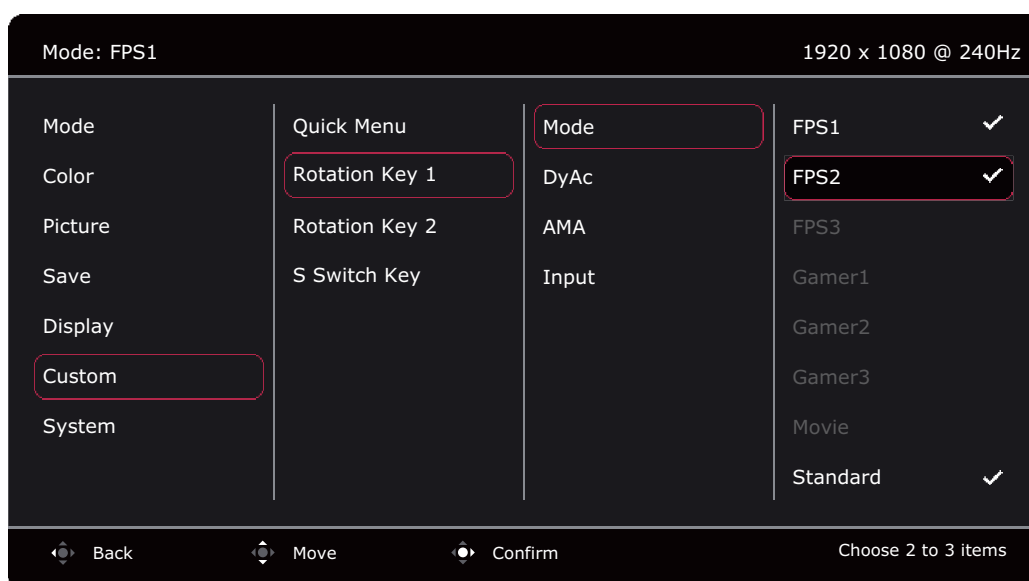 Mode: FPS1
1920 x 1080 @ 240Hz
Mode
Color
Picture
Save
Display
Custom
System
Quick Menu
Rotation Key 1
Rotation Key 2
S Switch Key
Mode
DyAc
AMA
Input
FPS1
FPS2
FPS3
Gamer1
Gamer2
Gamer3
Movie
Standard
Back
Move
Confirm
Choose 2 to 3 items